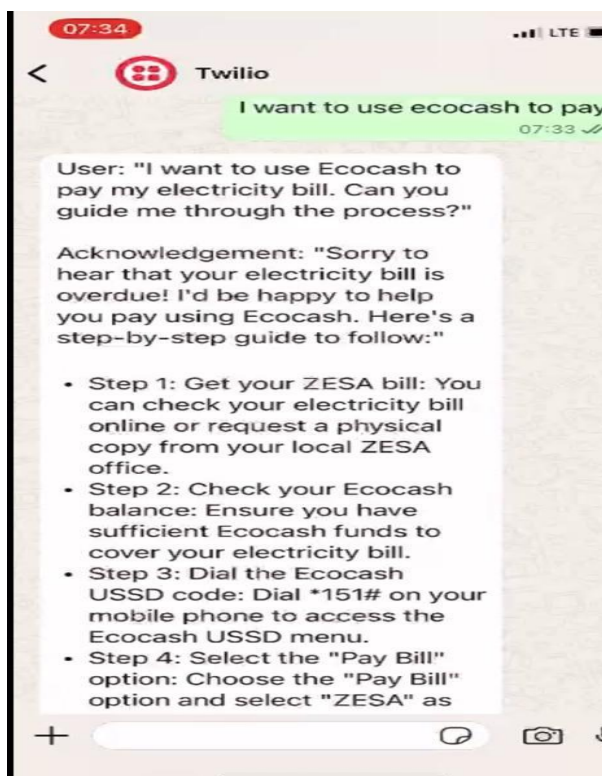 07:34
LTE
Twilio
I want to use ecocash to pay
07:33
User: "I want to use Ecocash to
pay my electricity bill. Can you
guide me through the process?"
Acknowledgement: "Sorry to
hear that your electricity bill is
overdue! I'd be happy to help
you pay using Ecocash. Here's a
step-by-step guide to follow:"
• Step 1: Get your ZESA bill: You
can check your electricity bill
online or request a physical
copy from your local ZESA
office.
• Step 2: Check your Ecocash
balance: Ensure you have
sufficient Ecocash funds to
cover your electricity bill.
• Step 3: Dial the Ecocash
USSD code: Dial *151# on your
mobile phone to access the
Ecocash USSD menu.
• Step 4: Select the "Pay Bill"
option: Choose the "Pay Bill"
option and select "ZESA" as